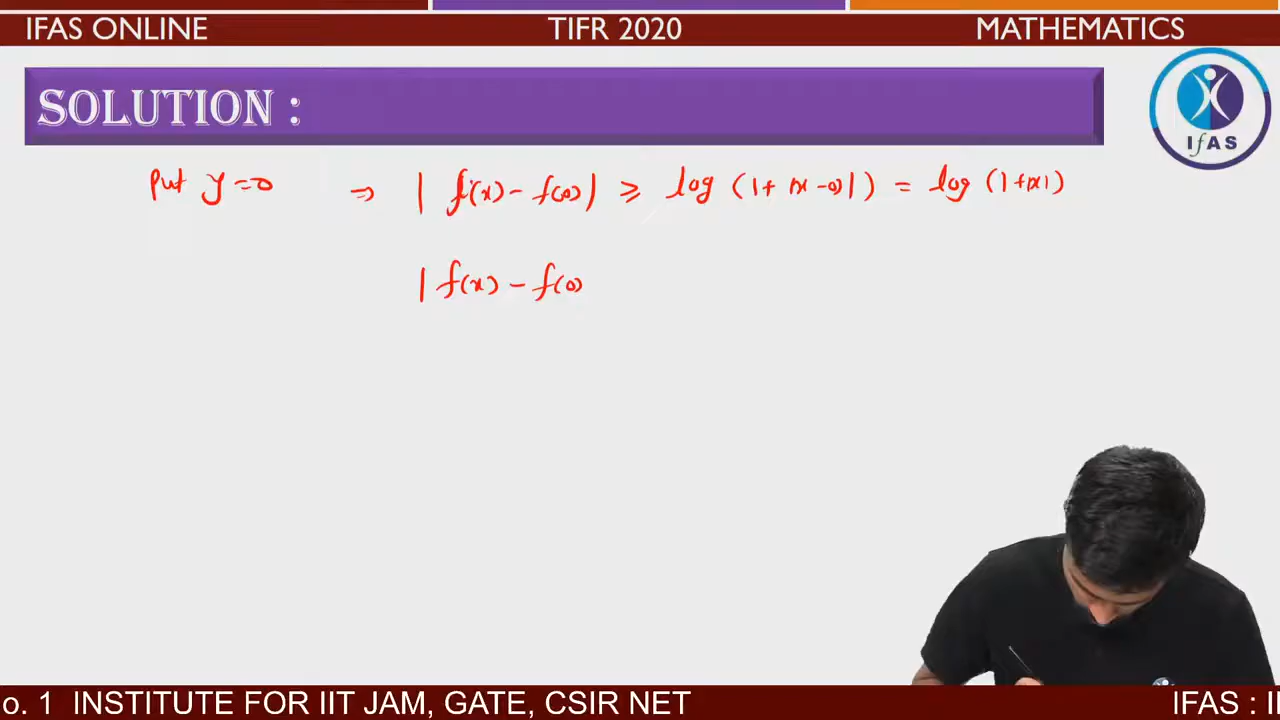 IFAS ONLINE TIFR 2020 MATHEMATICS
SOLUTION :
IfAS
Put y=0 ⇒ | f(x) - f(0) | ≥ log (1+ |x-0|) = log (1+|x|)
| f(x) - f(0)
o. 1 INSTITUTE FOR IIT JAM, GATE, CSIR NET IFAS : I